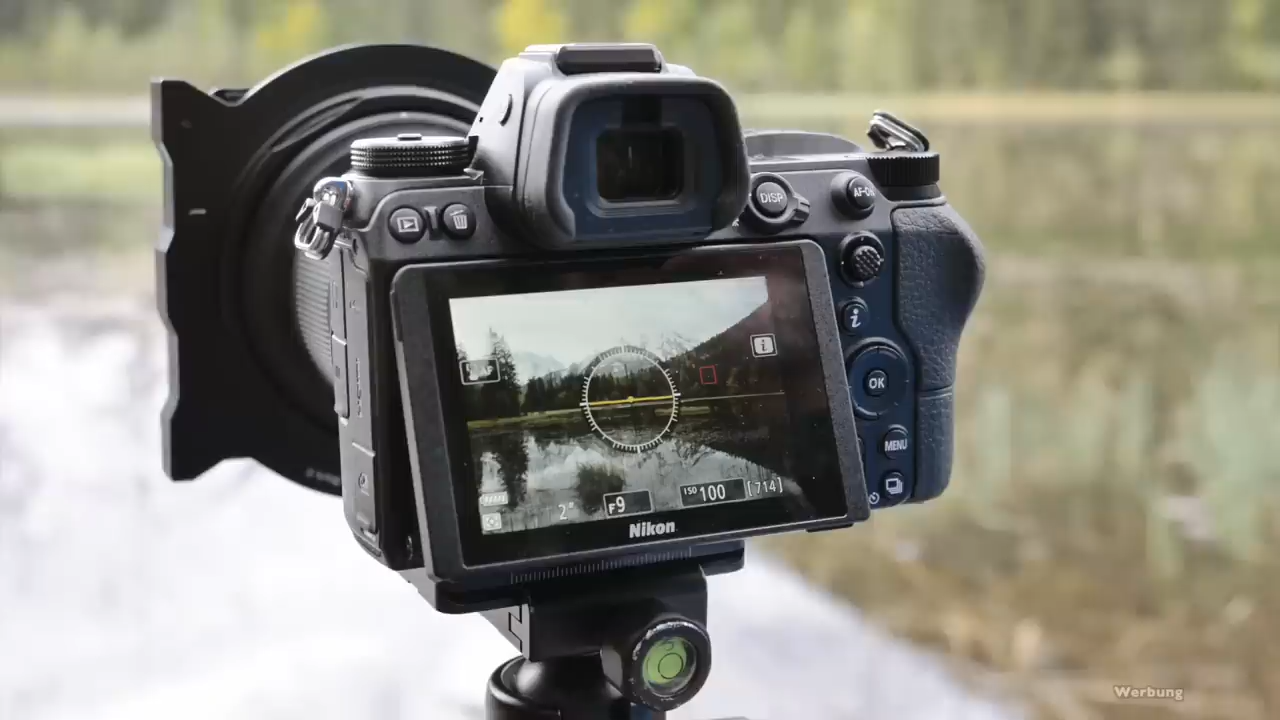 DISP
AF-ON
i
i
OK
2"
F9
ISO 100
[714]
Nikon
MENU
Werbung